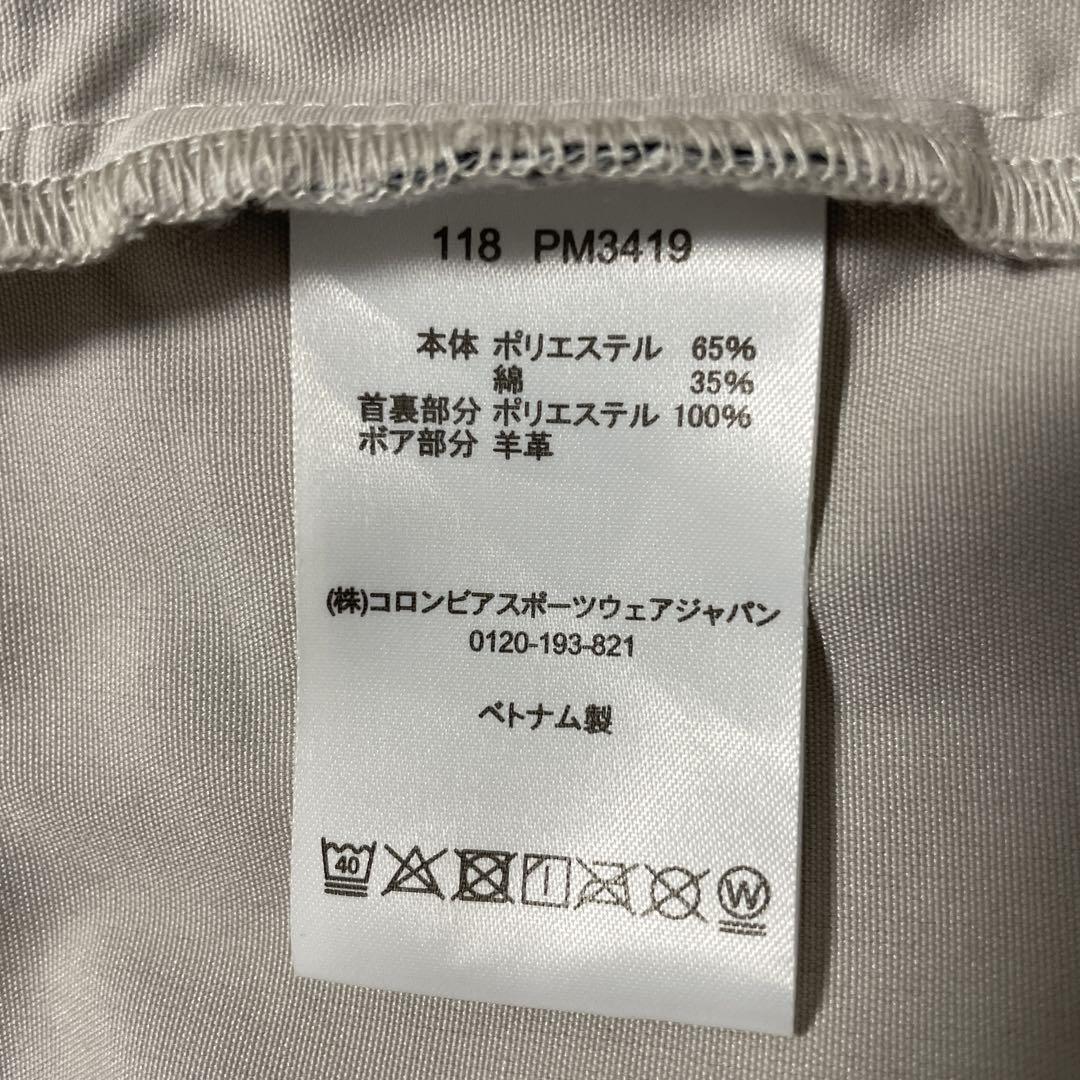 118 PM3419
本体 ポリエステル 65%
綿 35%
首裏部分 ポリエステル 100%
ボア部分 羊革
(株)コロンビアスポーツウェアジャパン
0120-193-821
ベトナム製
40
W